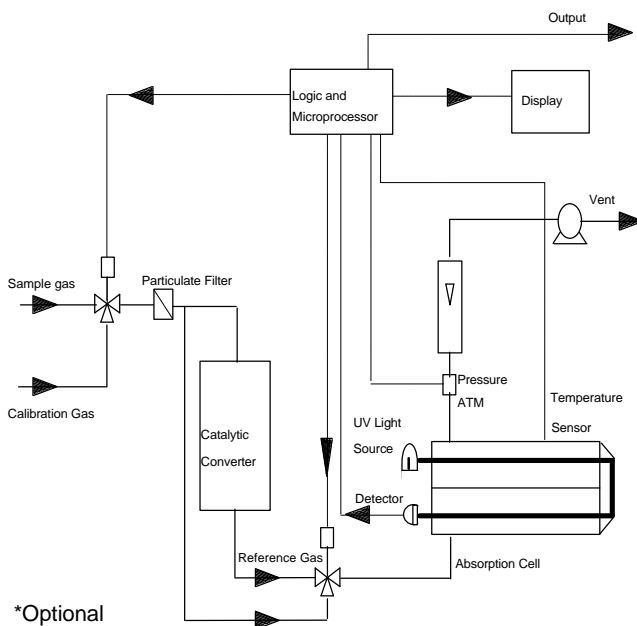 Output
Logic and
Microprocessor
Display
Vent
Sample gas
Particulate Filter
Calibration Gas
Catalytic
Converter
Pressure
ATM
Temperature
Sensor
UV Light
Source
Detector
Reference Gas
Absorption Cell
*Optional